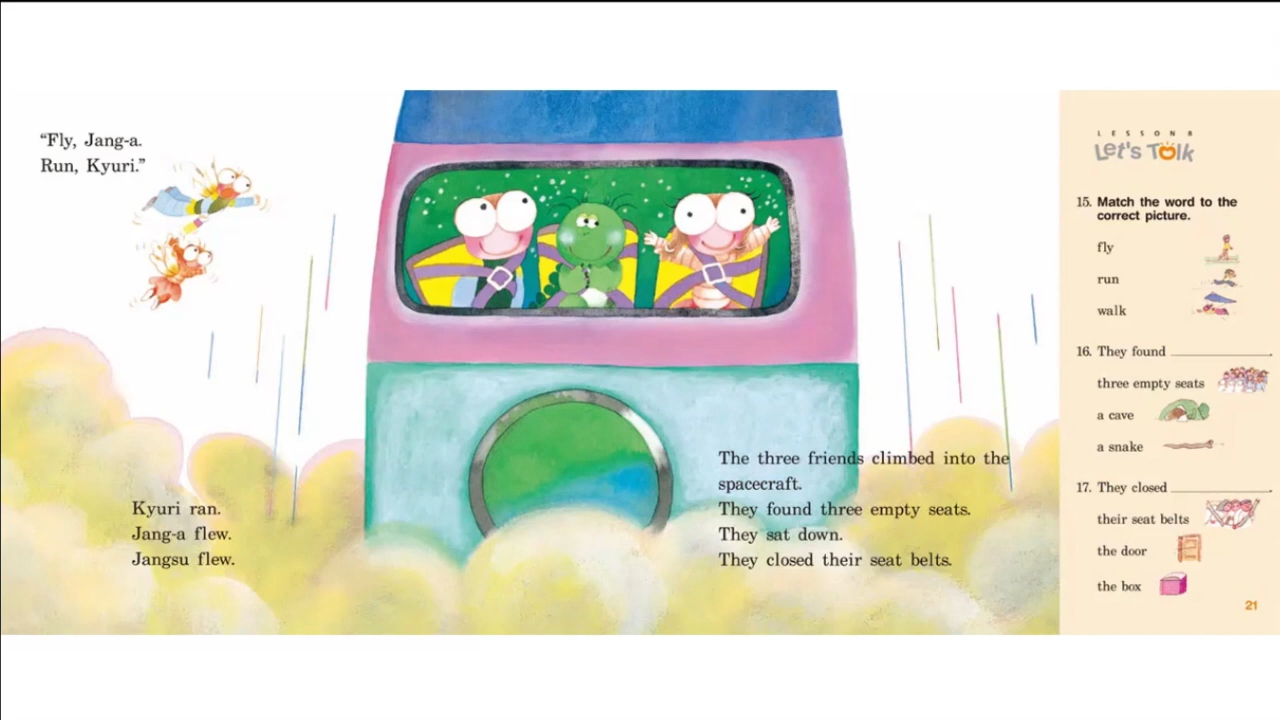 “Fly, Jang-a.
Run, Kyuri.”
Kyuri ran.
Jang-a flew.
Jangsu flew.
The three friends climbed into the
spacecraft.
They found three empty seats.
They sat down.
They closed their seat belts.
LESSON 8
Let's Talk
15. Match the word to the
correct picture.
fly
run
walk
16. They found ____________.
three empty seats
a cave
a snake
17. They closed ____________.
their seat belts
the door
the box
21